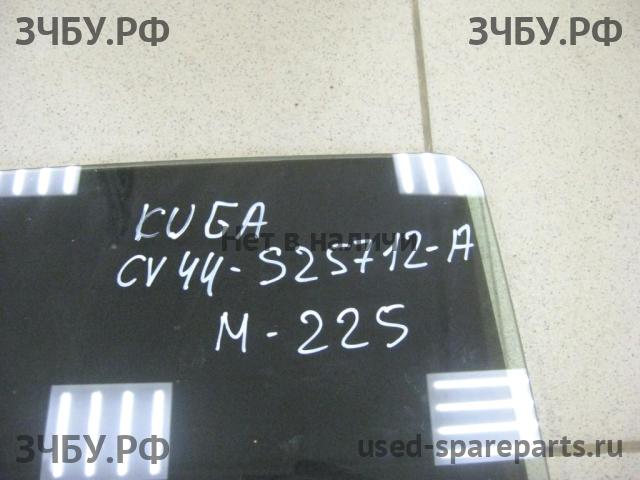 ЗЧБУ.РФ ЗЧБУ.РФ
KUGA
Нет в наличии
CV44-S25712-A
M-225
ЗЧБУ.РФ used-spareparts.ru